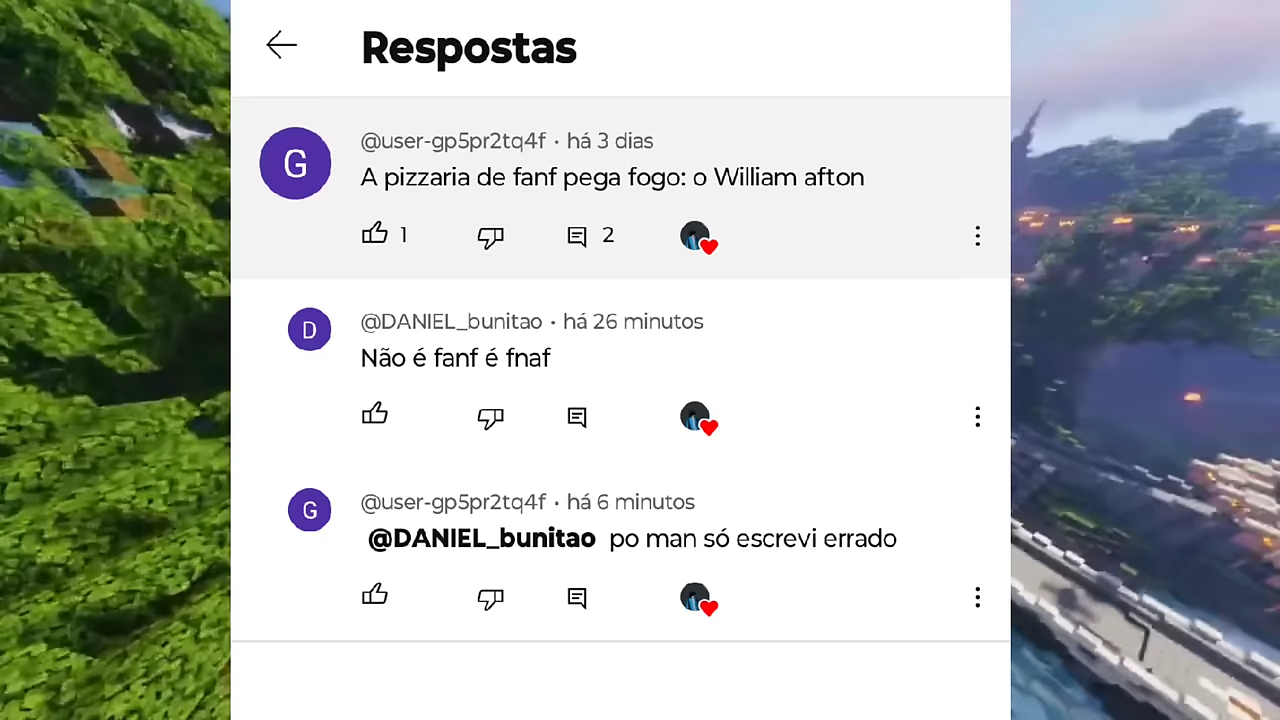 Respostas
G
@user-gp5pr2tq4f · há 3 dias
A pizzaria de fanf pega fogo: o William afton
1 2
D
@DANIEL_bunitao · há 26 minutos
Não é fanf é fnaf
G
@user-gp5pr2tq4f · há 6 minutos
@DANIEL_bunitao po man só escrevi errado